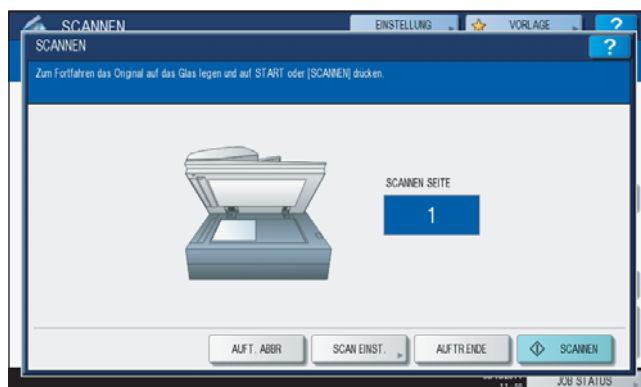 SCANNEN
EINSTELLUNG
VORLAGE
?
SCANNEN
?
Zum Fortfahren das Original auf das Glas legen und auf START oder [SCANNEN] drücken.
SCANNEN SEITE
1
AUFT. ABBR
SCAN EINST.
AUFTR.ENDE
SCANNEN
JOB STATUS